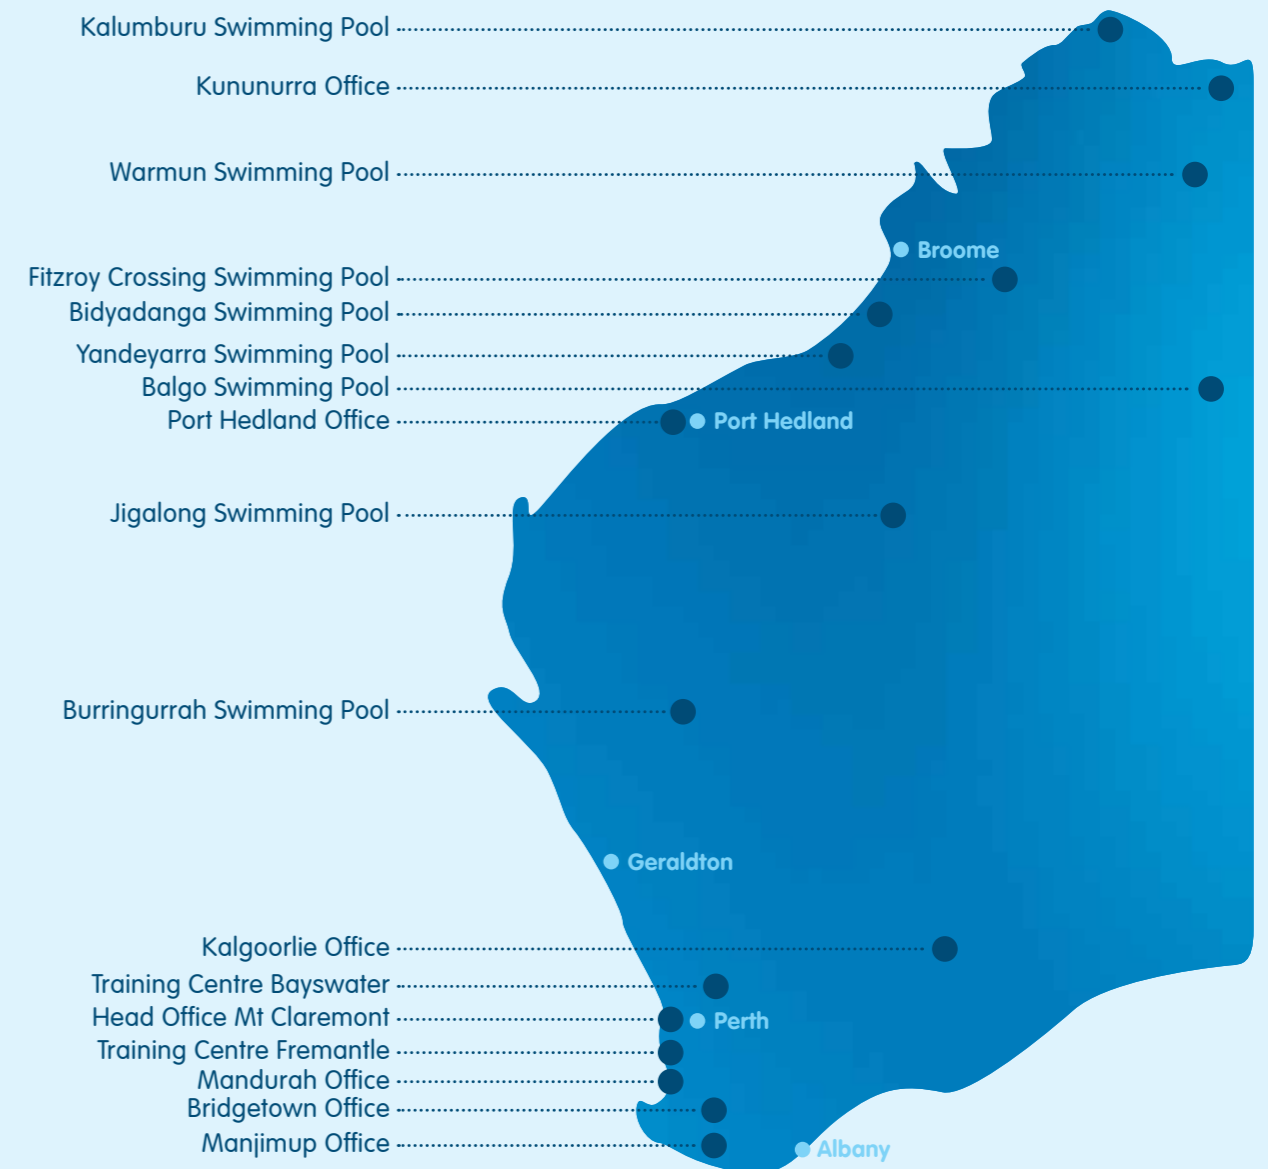 Kalumburu Swimming Pool
Kununurra Office
Warmun Swimming Pool
Broome
Fitzroy Crossing Swimming Pool
Bidyadanga Swimming Pool
Yandeyarra Swimming Pool
Balgo Swimming Pool
Port Hedland Office
Port Hedland
Jigalong Swimming Pool
Burringurrah Swimming Pool
Geraldton
Kalgoorlie Office
Training Centre Bayswater
Head Office Mt Claremont
Perth
Training Centre Fremantle
Mandurah Office
Bridgetown Office
Manjimup Office
Albany